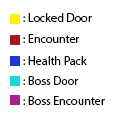 : Locked Door
: Encounter
: Health Pack
: Boss Door
: Boss Encounter